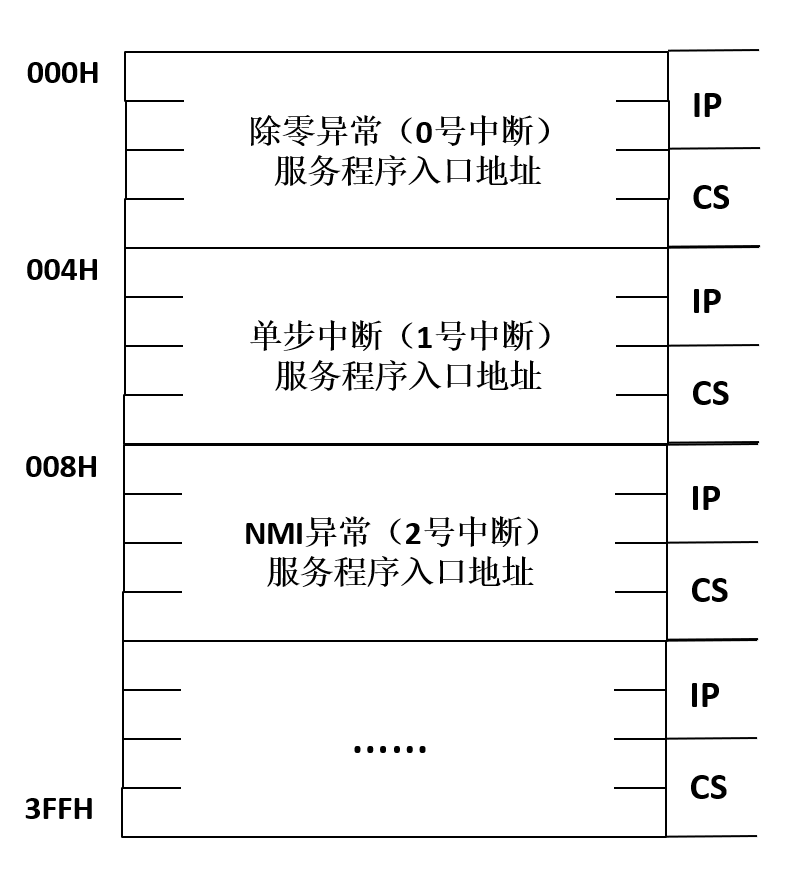 000H
IP
除零异常（0号中断）
服务程序入口地址
CS
004H
IP
单步中断（1号中断）
服务程序入口地址
CS
008H
IP
NMI异常（2号中断）
服务程序入口地址
CS
IP
......
CS
3FFH